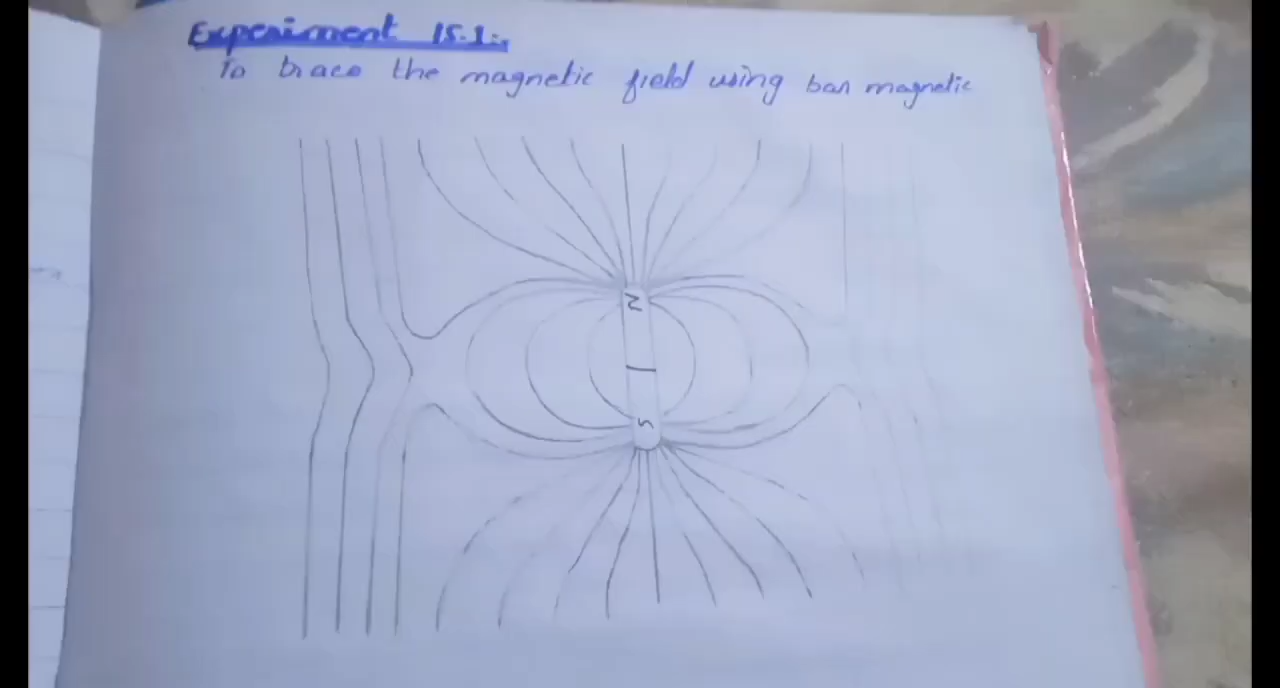 Experiment 15.1:-
To trace the magnetic field using bar magnetic
N
S